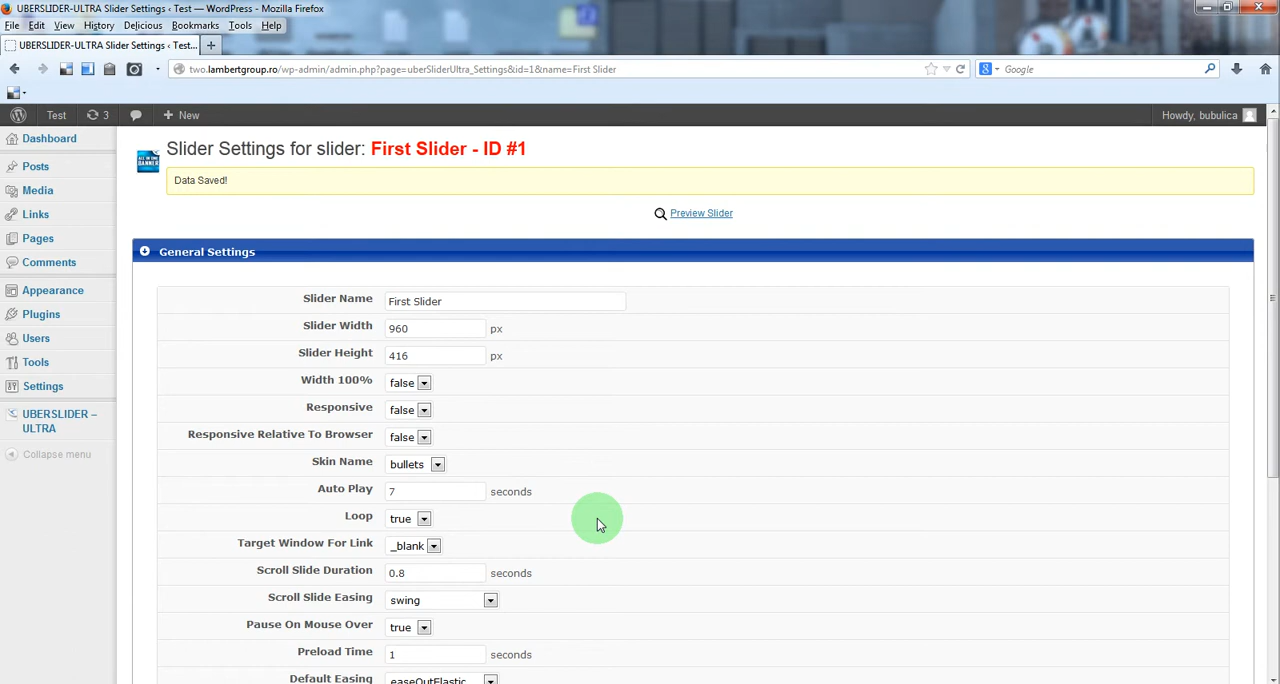 UBERSLIDER-ULTRA Slider Settings ‹ Test — WordPress - Mozilla Firefox
File Edit View History Delicious Bookmarks Tools Help
UBERSLIDER-ULTRA Slider Settings ‹ Test...
two.lambertgroup.ro/wp-admin/admin.php?page=uberSliderUltra_Settings&id=1&name=First Slider
Google
Test 3 New Howdy, bubulica
Dashboard
Posts
Media
Links
Pages
Comments
Appearance
Plugins
Users
Tools
Settings
UBERSLIDER – ULTRA
Collapse menu
Slider Settings for slider: First Slider - ID #1
Data Saved!
Preview Slider
General Settings
Slider Name First Slider
Slider Width 960 px
Slider Height 416 px
Width 100% false
Responsive false
Responsive Relative To Browser false
Skin Name bullets
Auto Play 7 seconds
Loop true
Target Window For Link _blank
Scroll Slide Duration 0.8 seconds
Scroll Slide Easing swing
Pause On Mouse Over true
Preload Time 1 seconds
Default Easing easeOutElastic